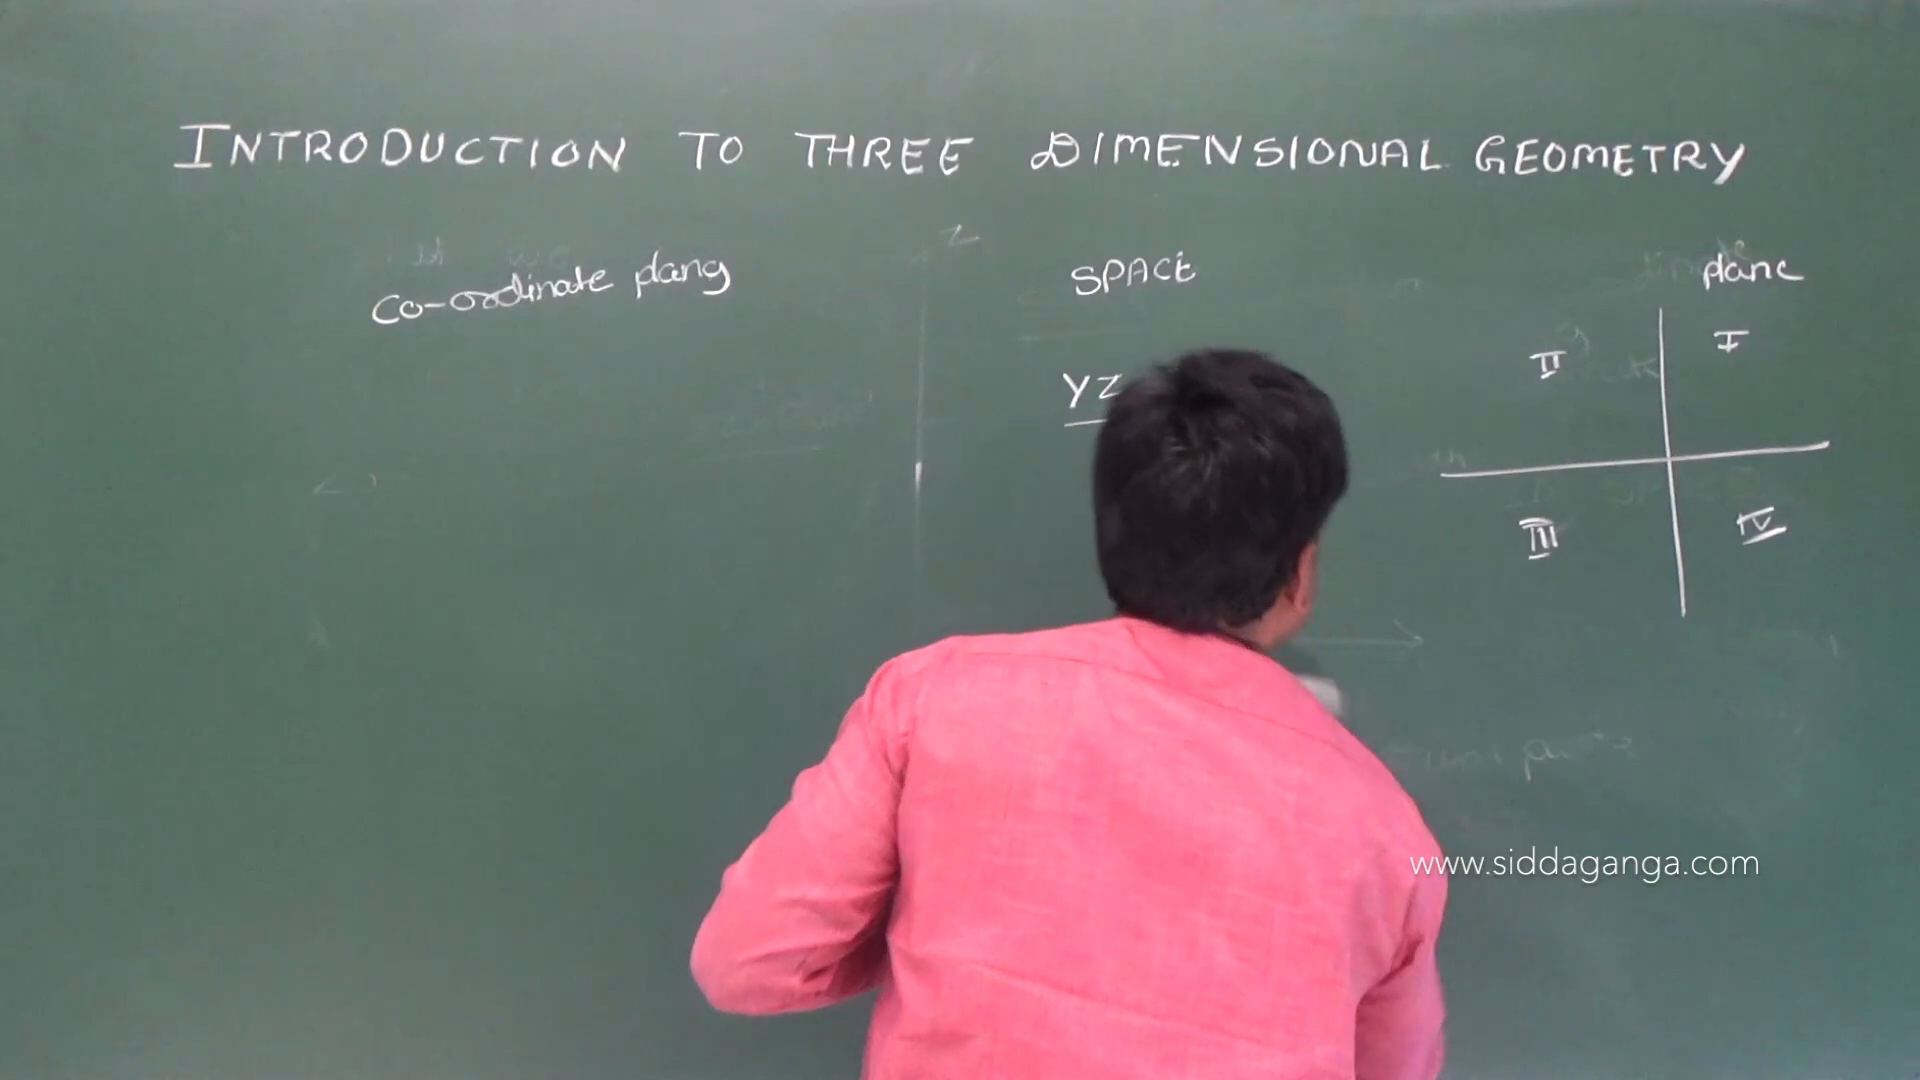 INTRODUCTION TO THREE DIMENSIONAL GEOMETRY
Co-ordinate plang
SPACE
plane
Z
YZ
II
I
III
IV
www.siddaganga.com